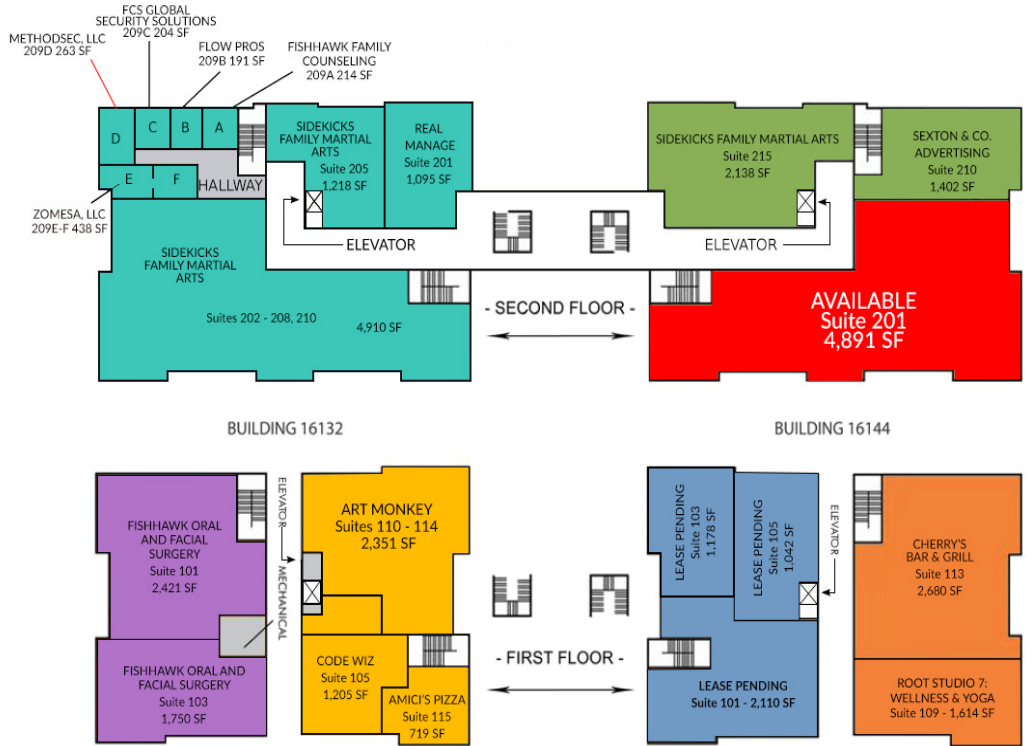 FCS GLOBAL
SECURITY SOLUTIONS
209C 204 SF
METHODSEC, LLC
209D 263 SF
FLOW PROS
209B 191 SF
FISHHAWK FAMILY
COUNSELING
209A 214 SF
D
C
B
A
E
F
HALLWAY
ZOMESA, LLC
209E-F 438 SF
SIDEKICKS
FAMILY MARTIAL
ARTS
Suite 205
1,218 SF
REAL
MANAGE
Suite 201
1,095 SF
ELEVATOR
SIDEKICKS
FAMILY MARTIAL
ARTS
Suites 202 - 208, 210
4,910 SF
SIDEKICKS FAMILY MARTIAL ARTS
Suite 215
2,138 SF
SEXTON & CO.
ADVERTISING
Suite 210
1,402 SF
ELEVATOR
AVAILABLE
Suite 201
4,891 SF
- SECOND FLOOR -
BUILDING 16132
BUILDING 16144
FISHHAWK ORAL
AND FACIAL
SURGERY
Suite 101
2,421 SF
FISHHAWK ORAL AND
FACIAL SURGERY
Suite 103
1,750 SF
ELEVATOR
MECHANICAL
ART MONKEY
Suites 110 - 114
2,351 SF
CODE WIZ
Suite 105
1,205 SF
AMICI'S PIZZA
Suite 115
719 SF
- FIRST FLOOR -
LEASE PENDING
Suite 103
1,178 SF
LEASE PENDING
Suite 105
1,042 SF
ELEVATOR
LEASE PENDING
Suite 101 - 2,110 SF
CHERRY'S
BAR & GRILL
Suite 113
2,680 SF
ROOT STUDIO 7:
WELLNESS & YOGA
Suite 109 - 1,614 SF